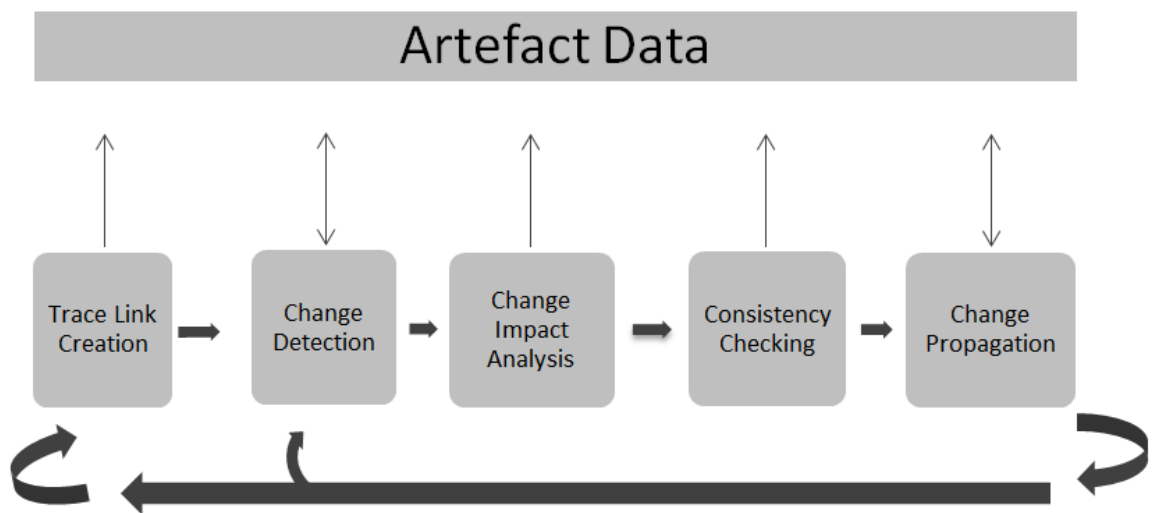 Artefact Data
Trace Link
Creation
Change
Detection
Change
Impact
Analysis
Consistency
Checking
Change
Propagation